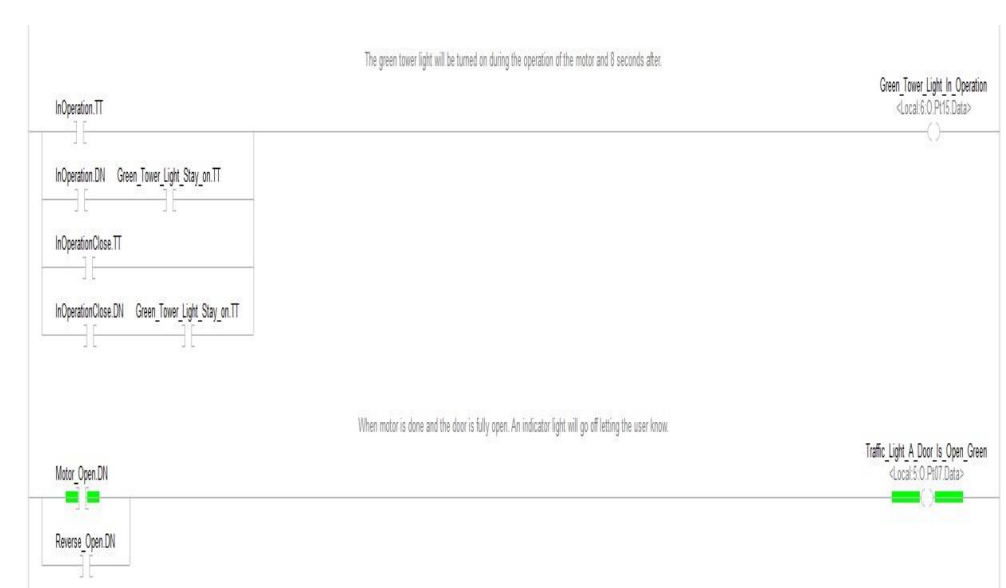 The green tower light will be turned on during the operation of the motor and 8 seconds after.
Green_Tower_Light_In_Operation
<Local:6:O.Pt15.Data>
InOperation.TT
InOperation.DN Green_Tower_Light_Stay_on.TT
InOperationClose.TT
InOperationClose.DN Green_Tower_Light_Stay_on.TT
When motor is done and the door is fully open. An indicator light will go off letting the user know.
Traffic_Light_A_Door_Is_Open_Green
<Local:5:O.Pt07.Data>
Motor_Open.DN
Reverse_Open.DN